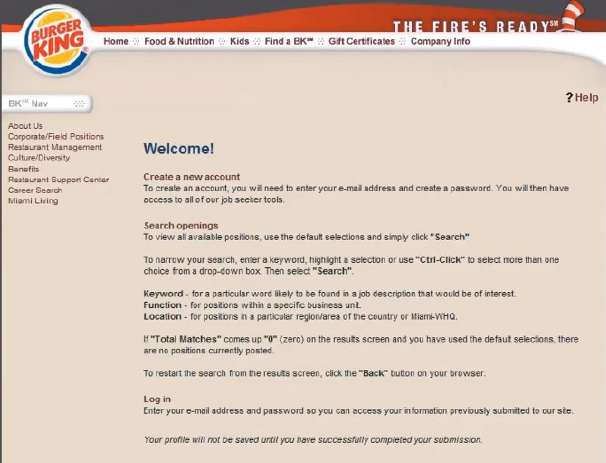 BURGER
KING
THE FIRE'S READY℠
Home Food & Nutrition Kids Find a BK℠ Gift Certificates Company Info
?Help
BK℠ Nav
About Us
Corporate/Field Positions
Restaurant Management
Culture/Diversity
Benefits
Restaurant Support Center
Career Search
Miami Living
Welcome!
Create a new account
To create an account, you will need to enter your e-mail address and create a password. You will then have
access to all of our job seeker tools.
Search openings
To view all available positions, use the default selections and simply click "Search"
To narrow your search, enter a keyword, highlight a selection or use "Ctrl-Click" to select more than one
choice from a drop-down box. Then select "Search".
Keyword - for a particular word likely to be found in a job description that would be of interest.
Function - for positions within a specific business unit.
Location - for positions in a particular region/area of the country or Miami-WHQ.
If "Total Matches" comes up "0" (zero) on the results screen and you have used the default selections, there
are no positions currently posted.
To restart the search from the results screen, click the "Back" button on your browser.
Log in
Enter your e-mail address and password so you can access your information previously submitted to our site.
Your profile will not be saved until you have successfully completed your submission.